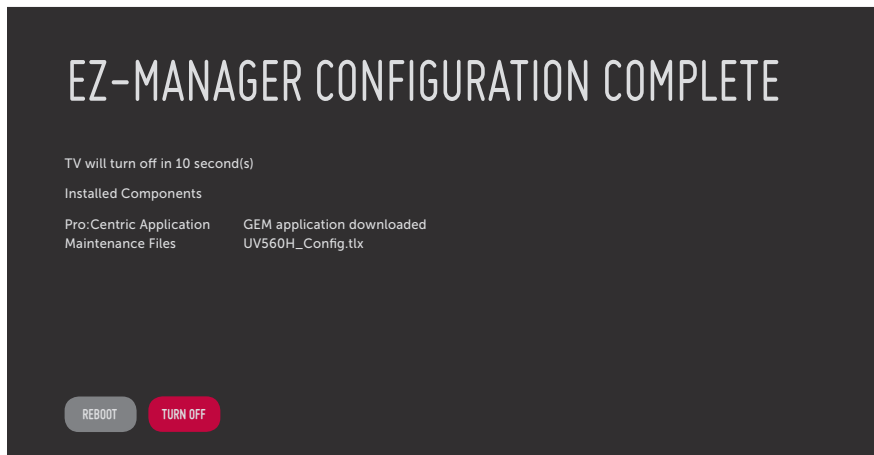 EZ-MANAGER CONFIGURATION COMPLETE
TV will turn off in 10 second(s)
Installed Components
Pro:Centric Application GEM application downloaded
Maintenance Files UV560H_Config.tlx
REBOOT TURN OFF